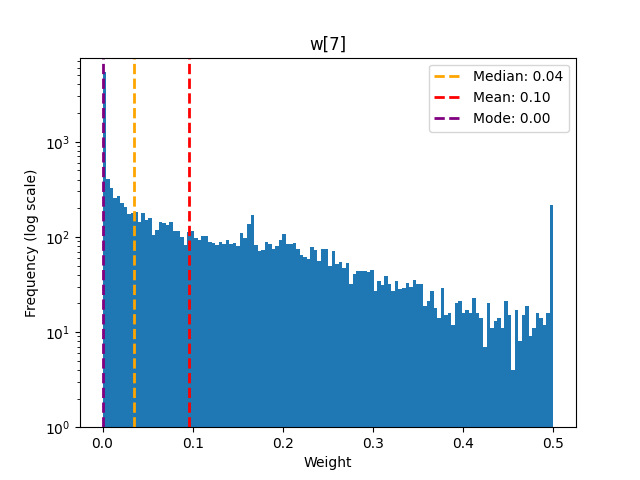 w[7]
Median: 0.04
Mean: 0.10
Mode: 0.00
Frequency (log scale)
10³
10²
10¹
10⁰
0.0 0.1 0.2 0.3 0.4 0.5
Weight